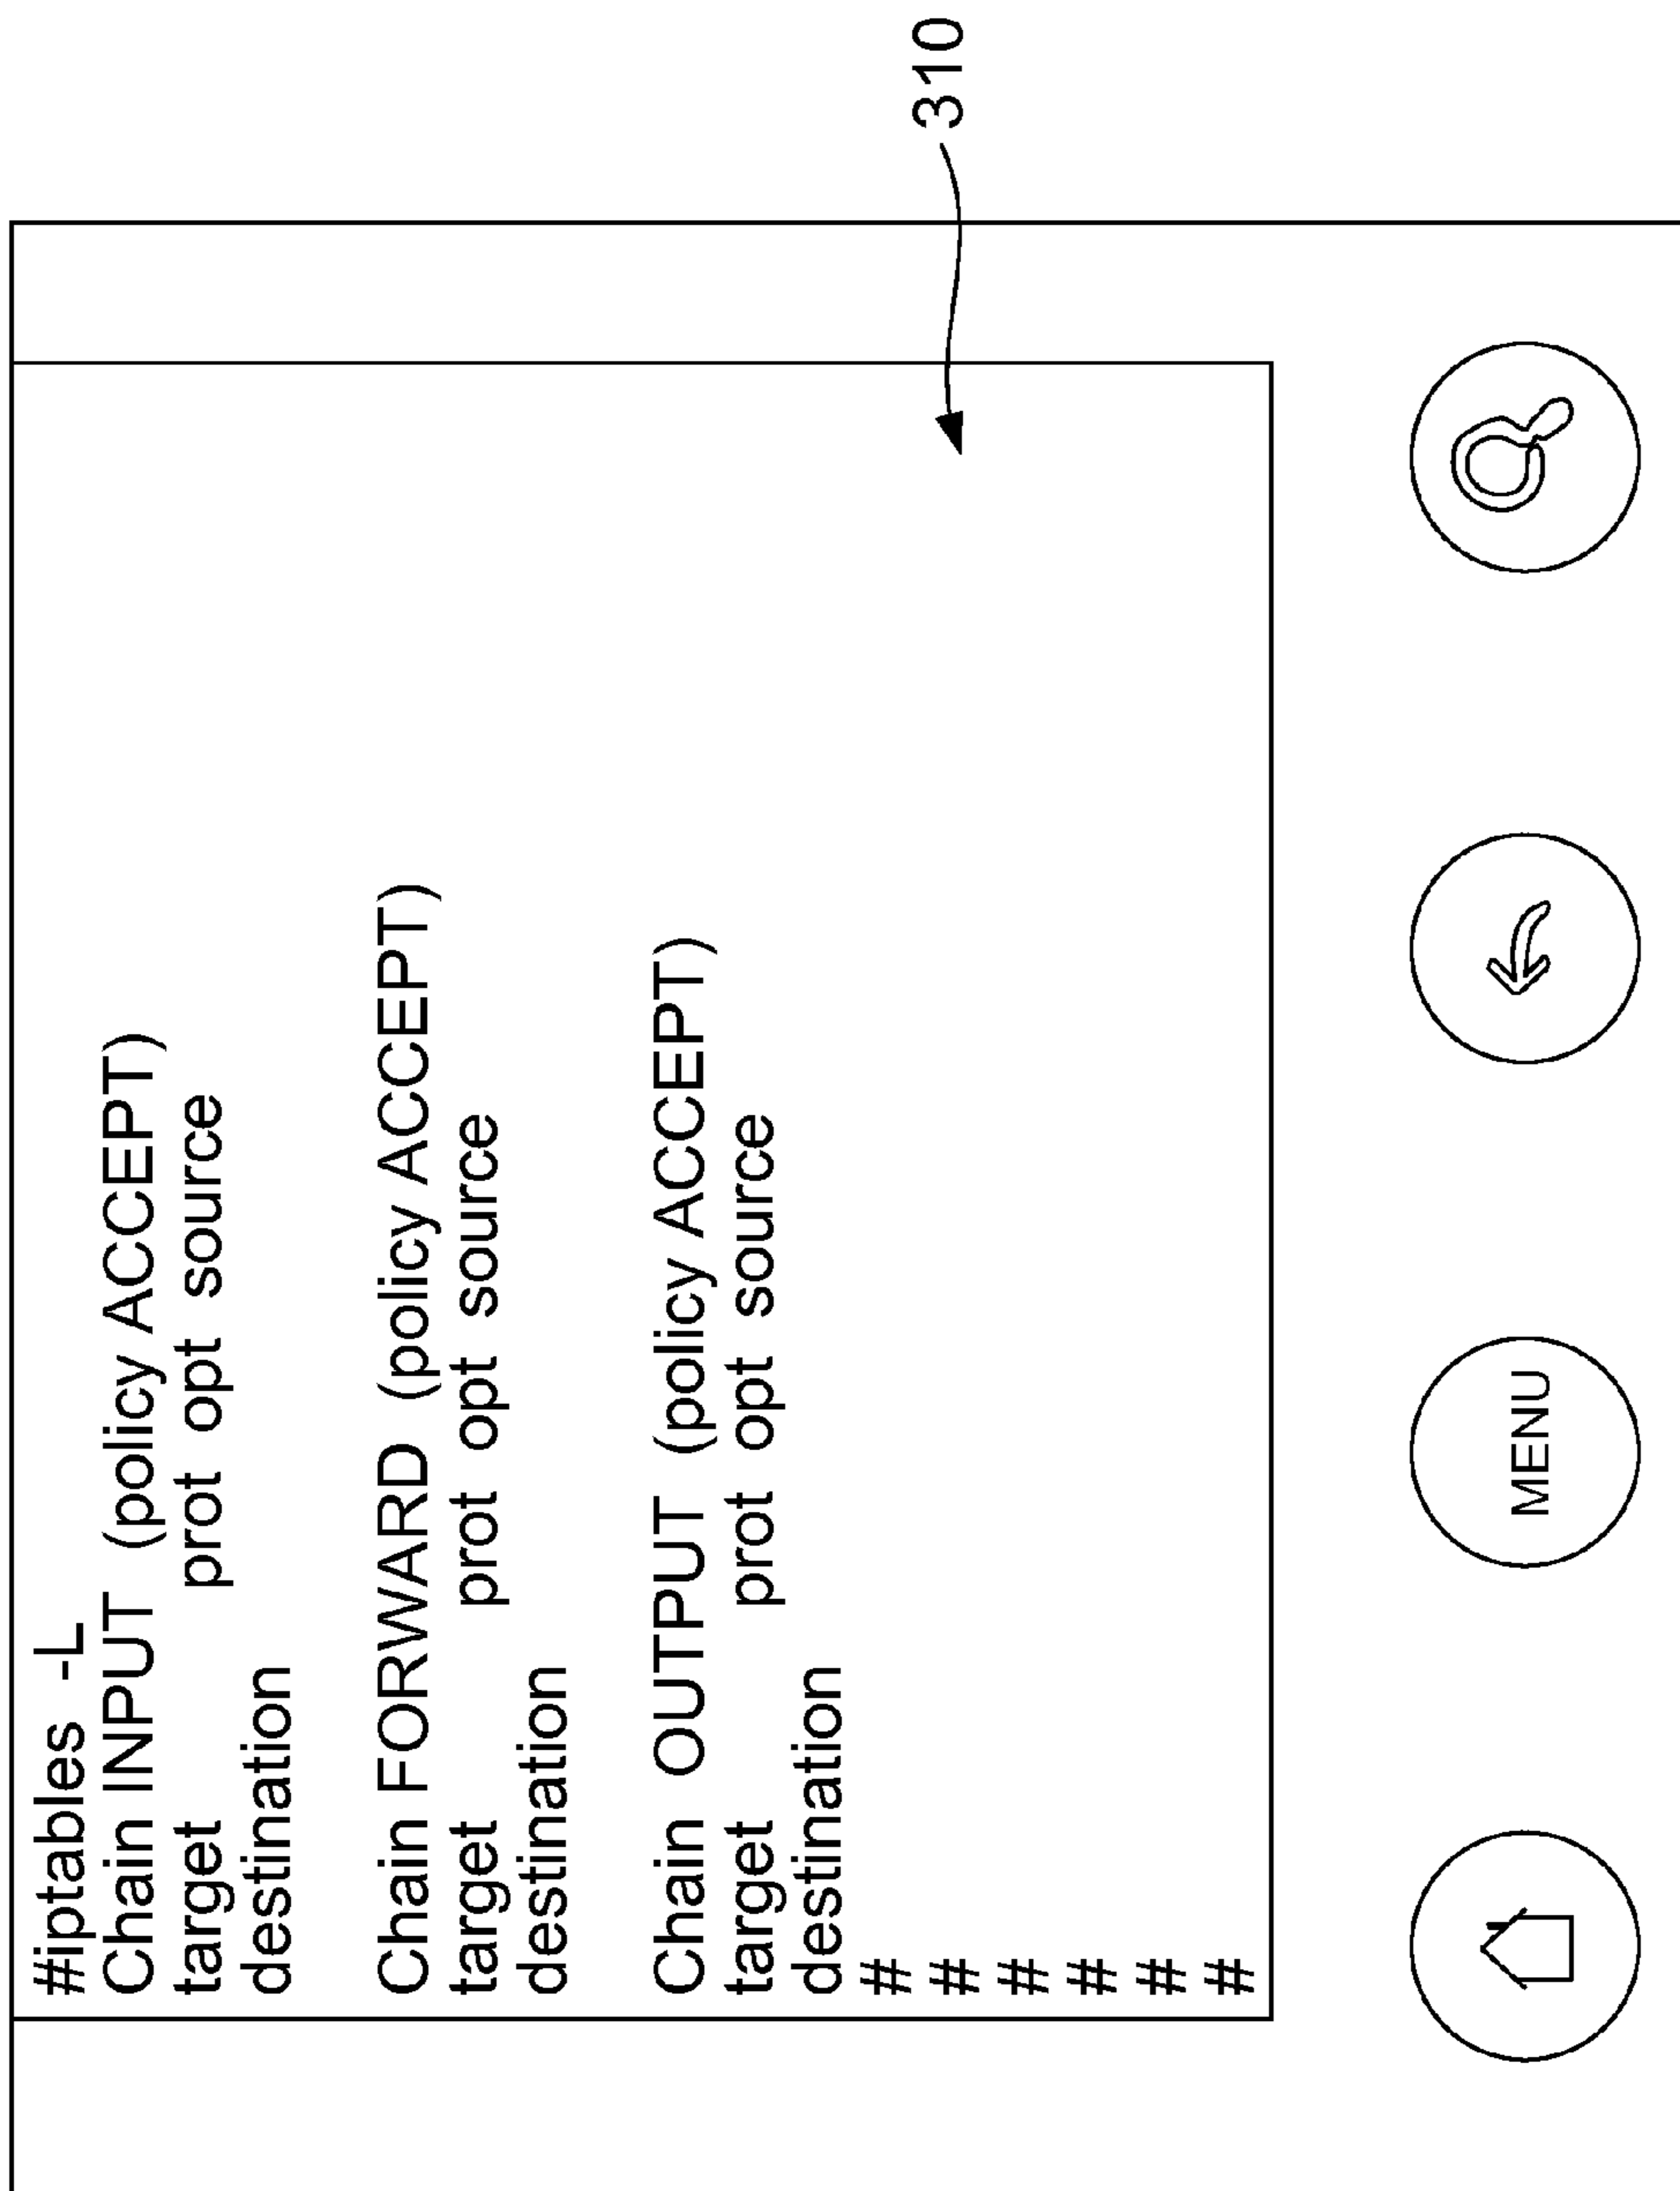 #iptables -L
Chain INPUT (policy ACCEPT)
target prot opt source
destination
Chain FORWARD (policy ACCEPT)
target prot opt source
destination
Chain OUTPUT (policy ACCEPT)
target prot opt source
destination
#
#
#
#
#
#
310
MENU